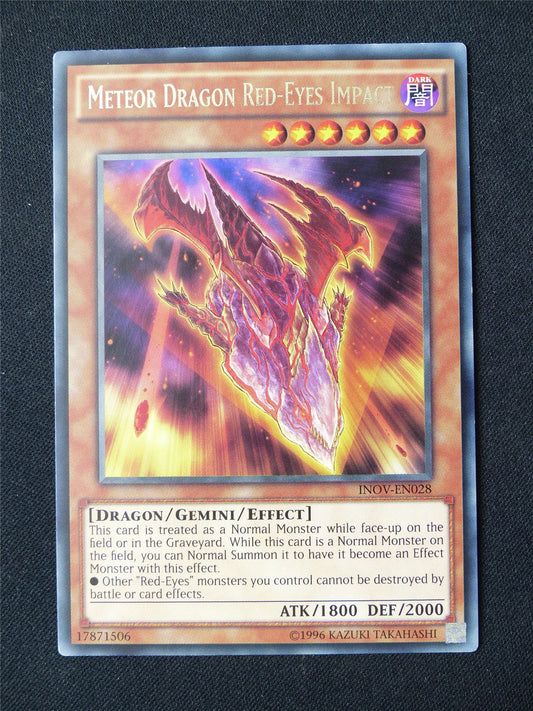 METEOR DRAGON RED-EYES IMPACT
DARK
闇
INOV-EN028
[DRAGON/GEMINI/EFFECT]
This card is treated as a Normal Monster while face-up on the
field or in the Graveyard. While this card is a Normal Monster on
the field, you can Normal Summon it to have it become an Effect
Monster with this effect.
● Other "Red-Eyes" monsters you control cannot be destroyed by
battle or card effects.
ATK/1800 DEF/2000
17871506
©1996 KAZUKI TAKAHASHI